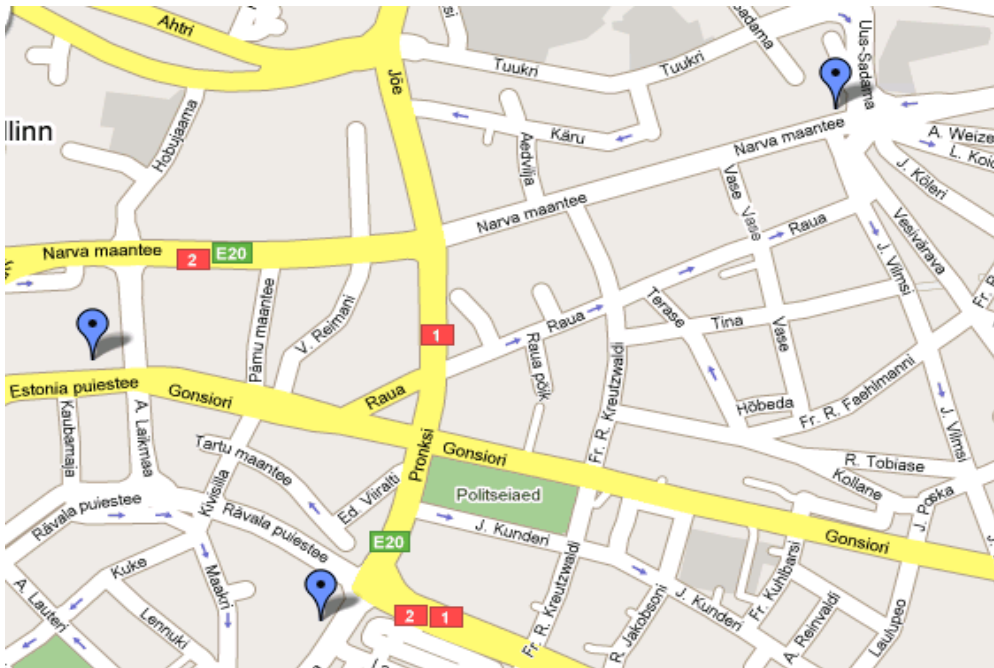 Ahtri
Tuukri
Tuukri
Uus-Sadama
Jõe
Hobujaama
llinn
Käru
Aedvilja
Narva maantee
A. Weize
L. Koid
J. Köleri
Vase
Vase
Narva maantee
Raua
Vesivärava
J. Vilmsi
Narva maantee
2
E20
1
Pärnu maantee
V. Reimani
Terase
Raua
Tina
Vase
Raua põik
Fr. R. Kreutzwaldi
Estonia puiestee
Gonsiori
Raua
Fr. R. Faehlmanni
Hõbeda
Kaubamaja
A. Laikmaa
J. Vilmsi
Pronksi
Gonsiori
Tartu maantee
R. Tobiase
Kollane
Kivisilla
Ed. Viiralti
Politseiaed
J. Poska
Rävala puiestee
Rävala puiestee
J. Kunderi
Gonsiori
E20
Kuke
Maakri
Fr. R. Kreutzwaldi
R. Jakobsoni
J. Kunderi
Fr. Kuhlbarsi
A. Reinvaldi
Laulupeo
A. Lauteri
Lennuki
2
1